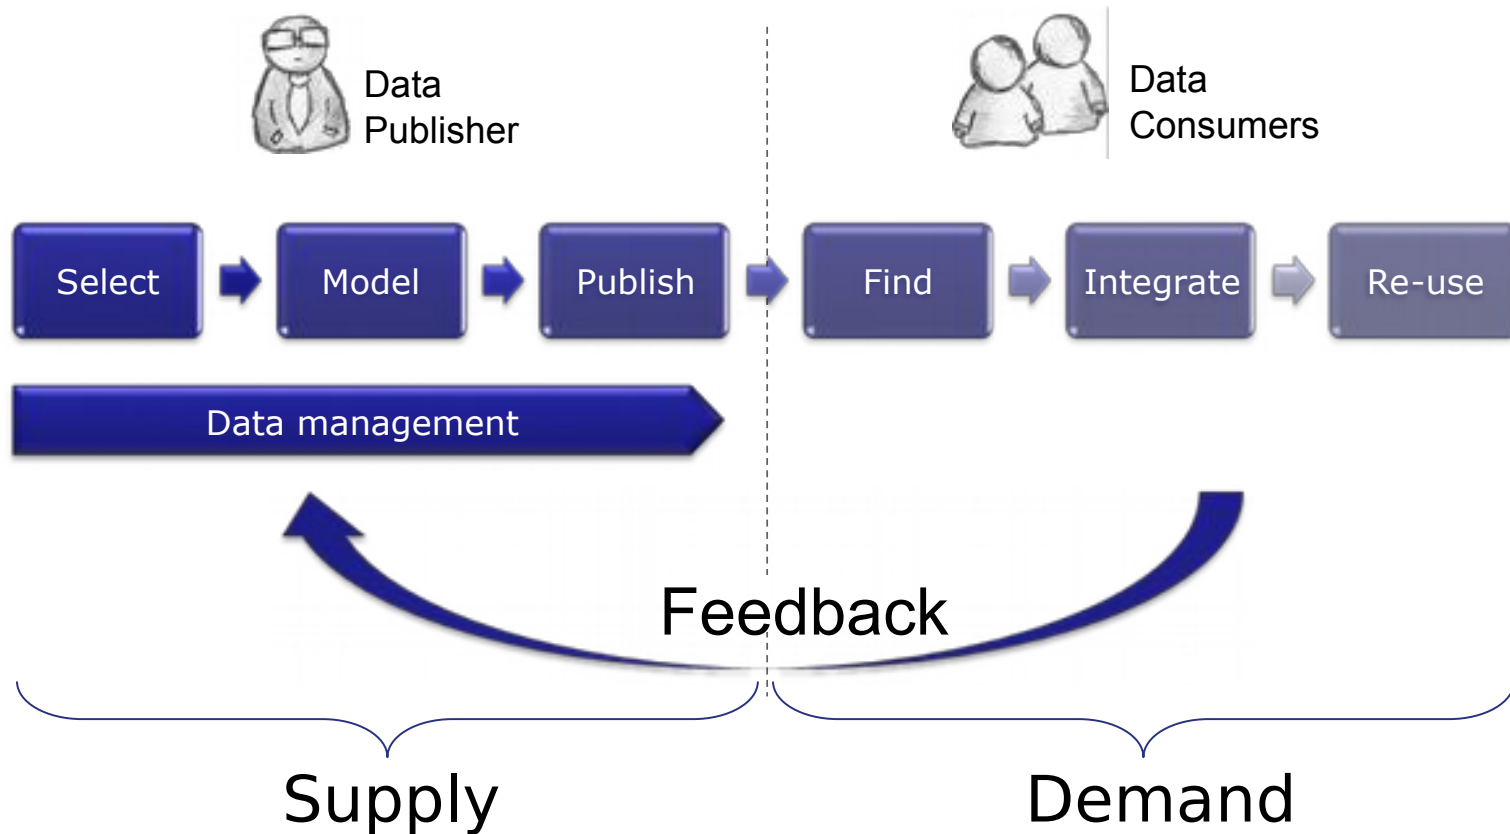 Data
Publisher
Data
Consumers
Select
Model
Publish
Find
Integrate
Re-use
Data management
Feedback
Supply
Demand